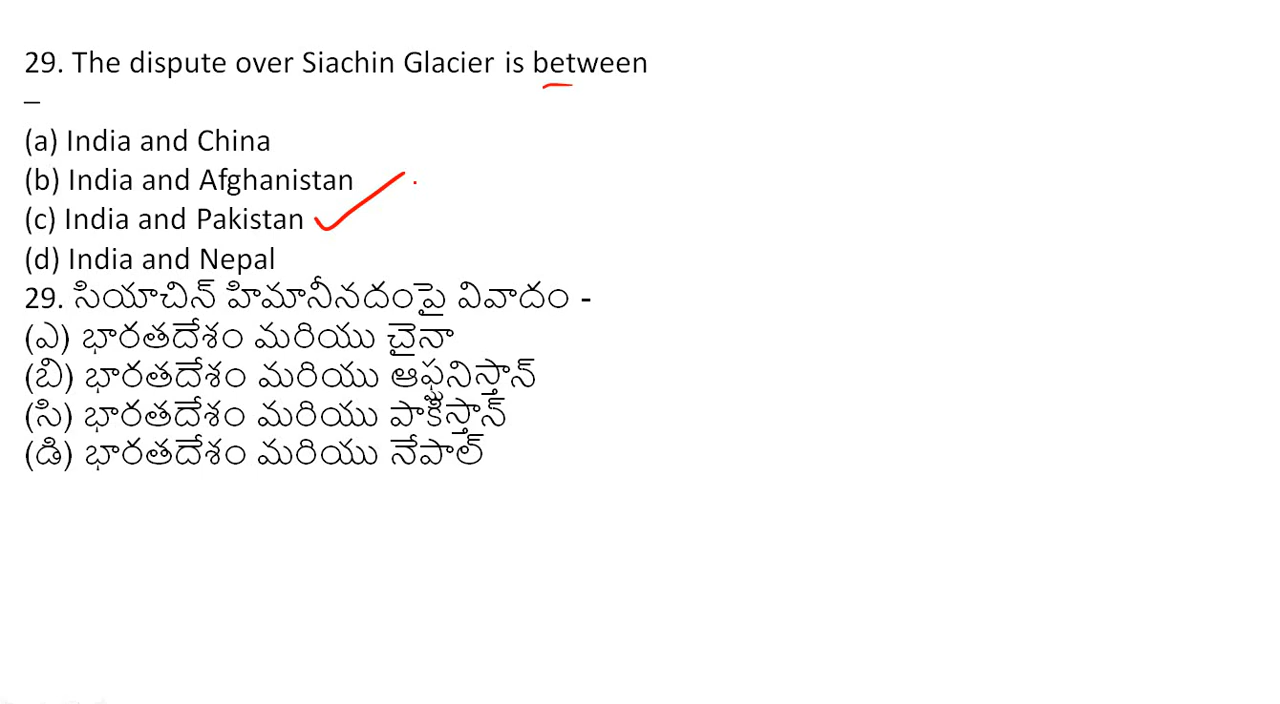 29. The dispute over Siachin Glacier is between
–
(a) India and China
(b) India and Afghanistan
(c) India and Pakistan
(d) India and Nepal
29. సియాచిన్ హిమానీనదంపై వివాదం -
(ఎ) భారతదేశం మరియు చైనా
(బి) భారతదేశం మరియు ఆఫ్ఘనిస్తాన్
(సి) భారతదేశం మరియు పాకిస్తాన్
(డి) భారతదేశం మరియు నేపాల్